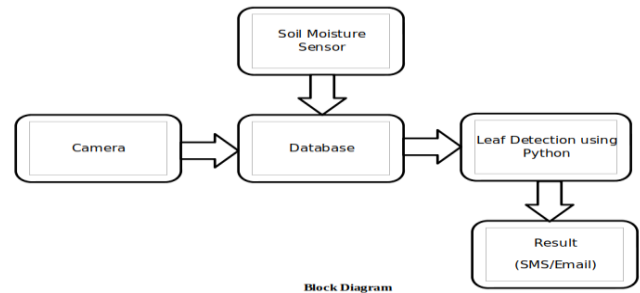 Soil Moisture
Sensor
Camera
Database
Leaf Detection using
Python
Result
(SMS/Email)
Block Diagram